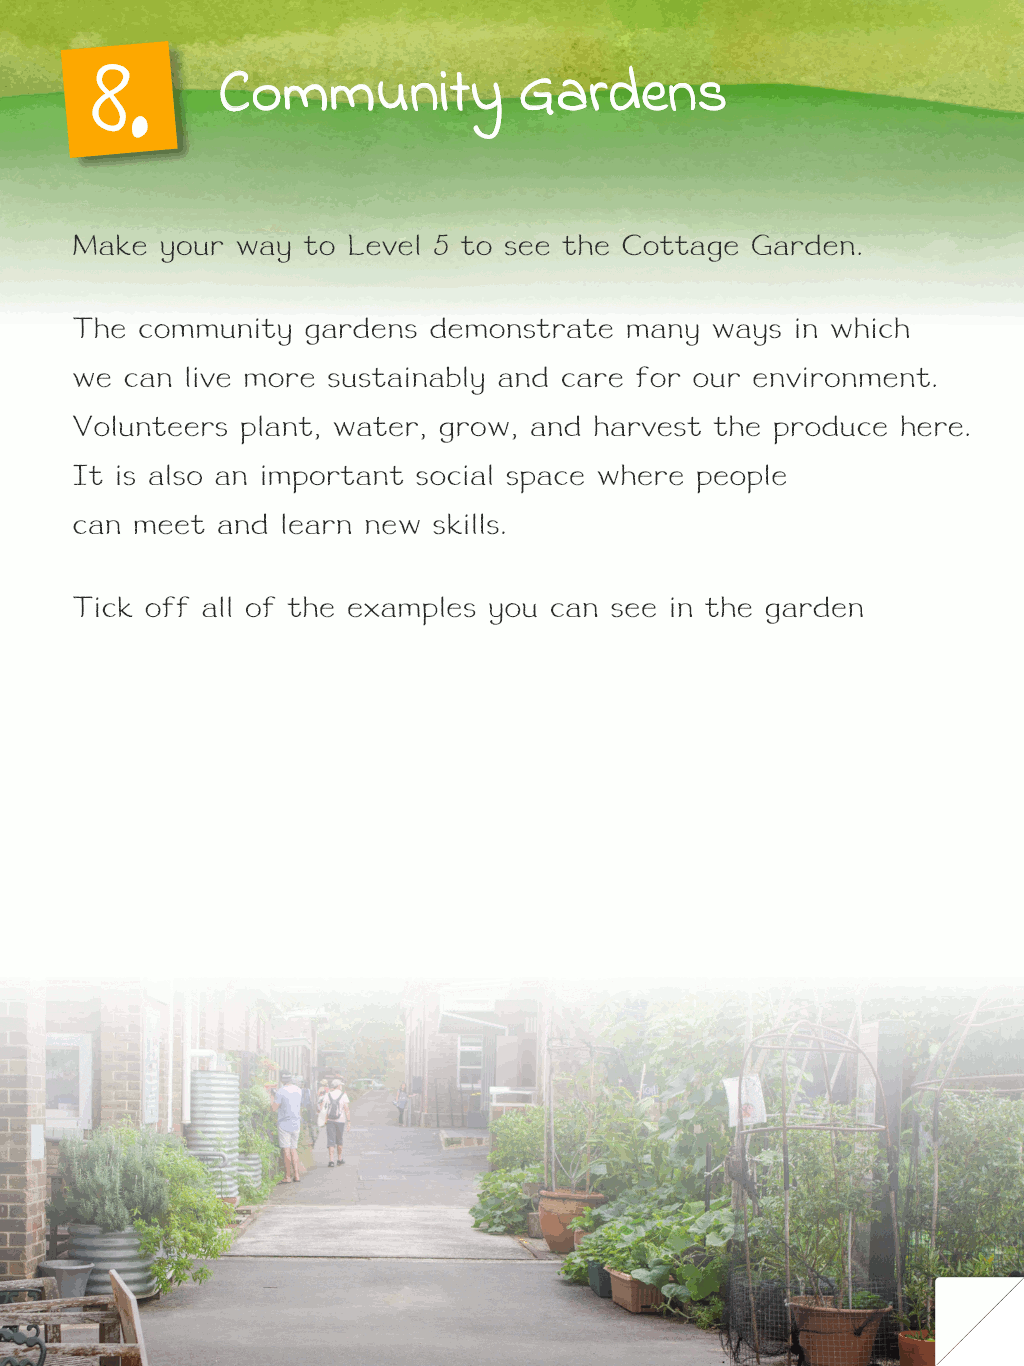 8.
Community Gardens
Make your way to Level 5 to see the Cottage Garden.
The community gardens demonstrate many ways in which
we can live more sustainably and care for our environment.
Volunteers plant, water, grow, and harvest the produce here.
It is also an important social space where people
can meet and learn new skills.
Tick off all of the examples you can see in the garden